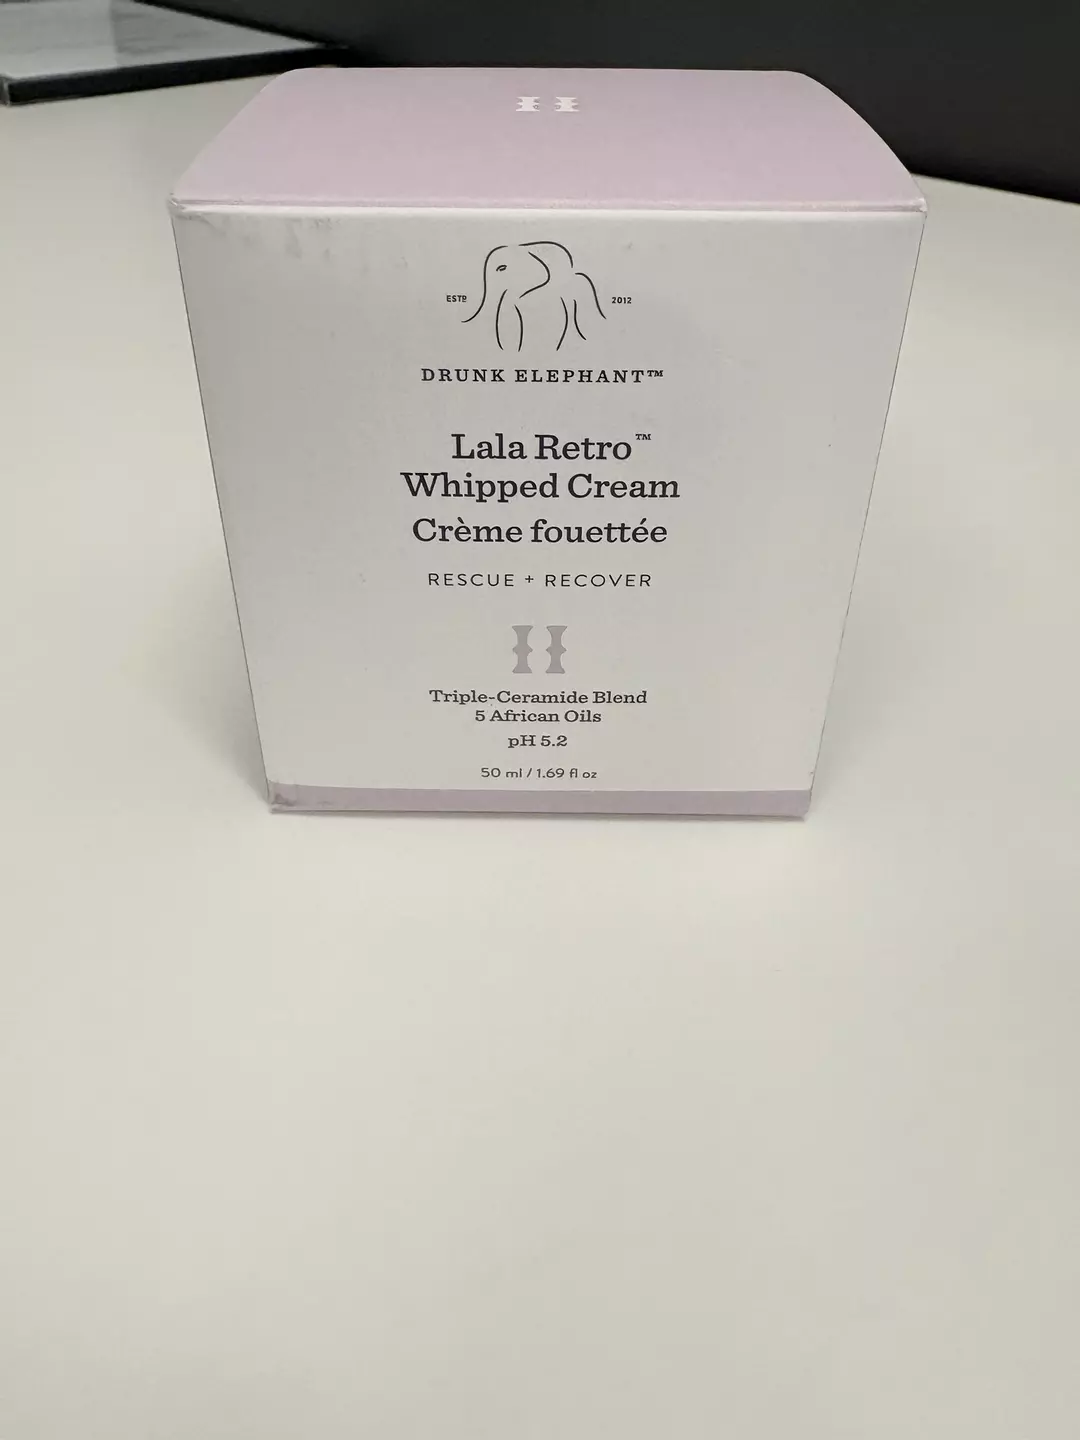 ESTD 2012
DRUNK ELEPHANT™
Lala Retro™
Whipped Cream
Crème fouettée
RESCUE + RECOVER
Triple-Ceramide Blend
5 African Oils
pH 5.2
50 ml / 1.69 fl oz